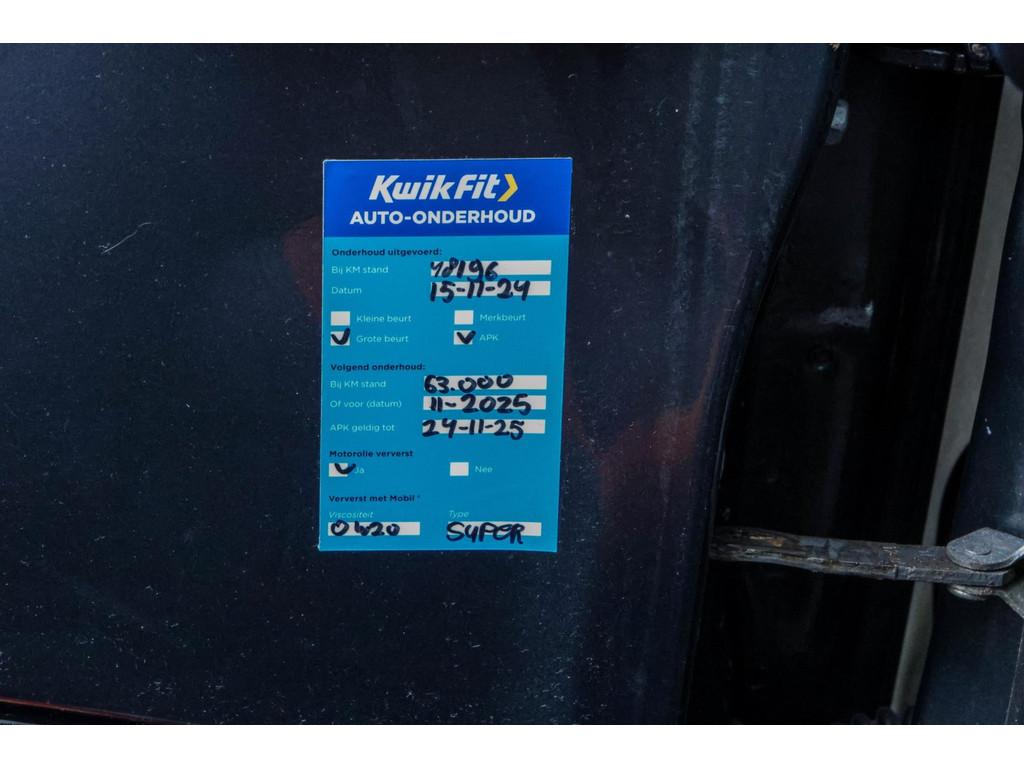 KwikFit
AUTO-ONDERHOUD
Onderhoud uitgevoerd:
Bij KM stand 48196
Datum 15-11-24
Kleine beurt Merkbeurt
Grote beurt APK
Volgend onderhoud:
Bij KM stand 63.000
Of voor (datum) 11-2025
APK geldig tot 24-11-25
Motorolie ververst
Ja Nee
Ververst met Mobil
Viscositeit Type
0W20 SUPER